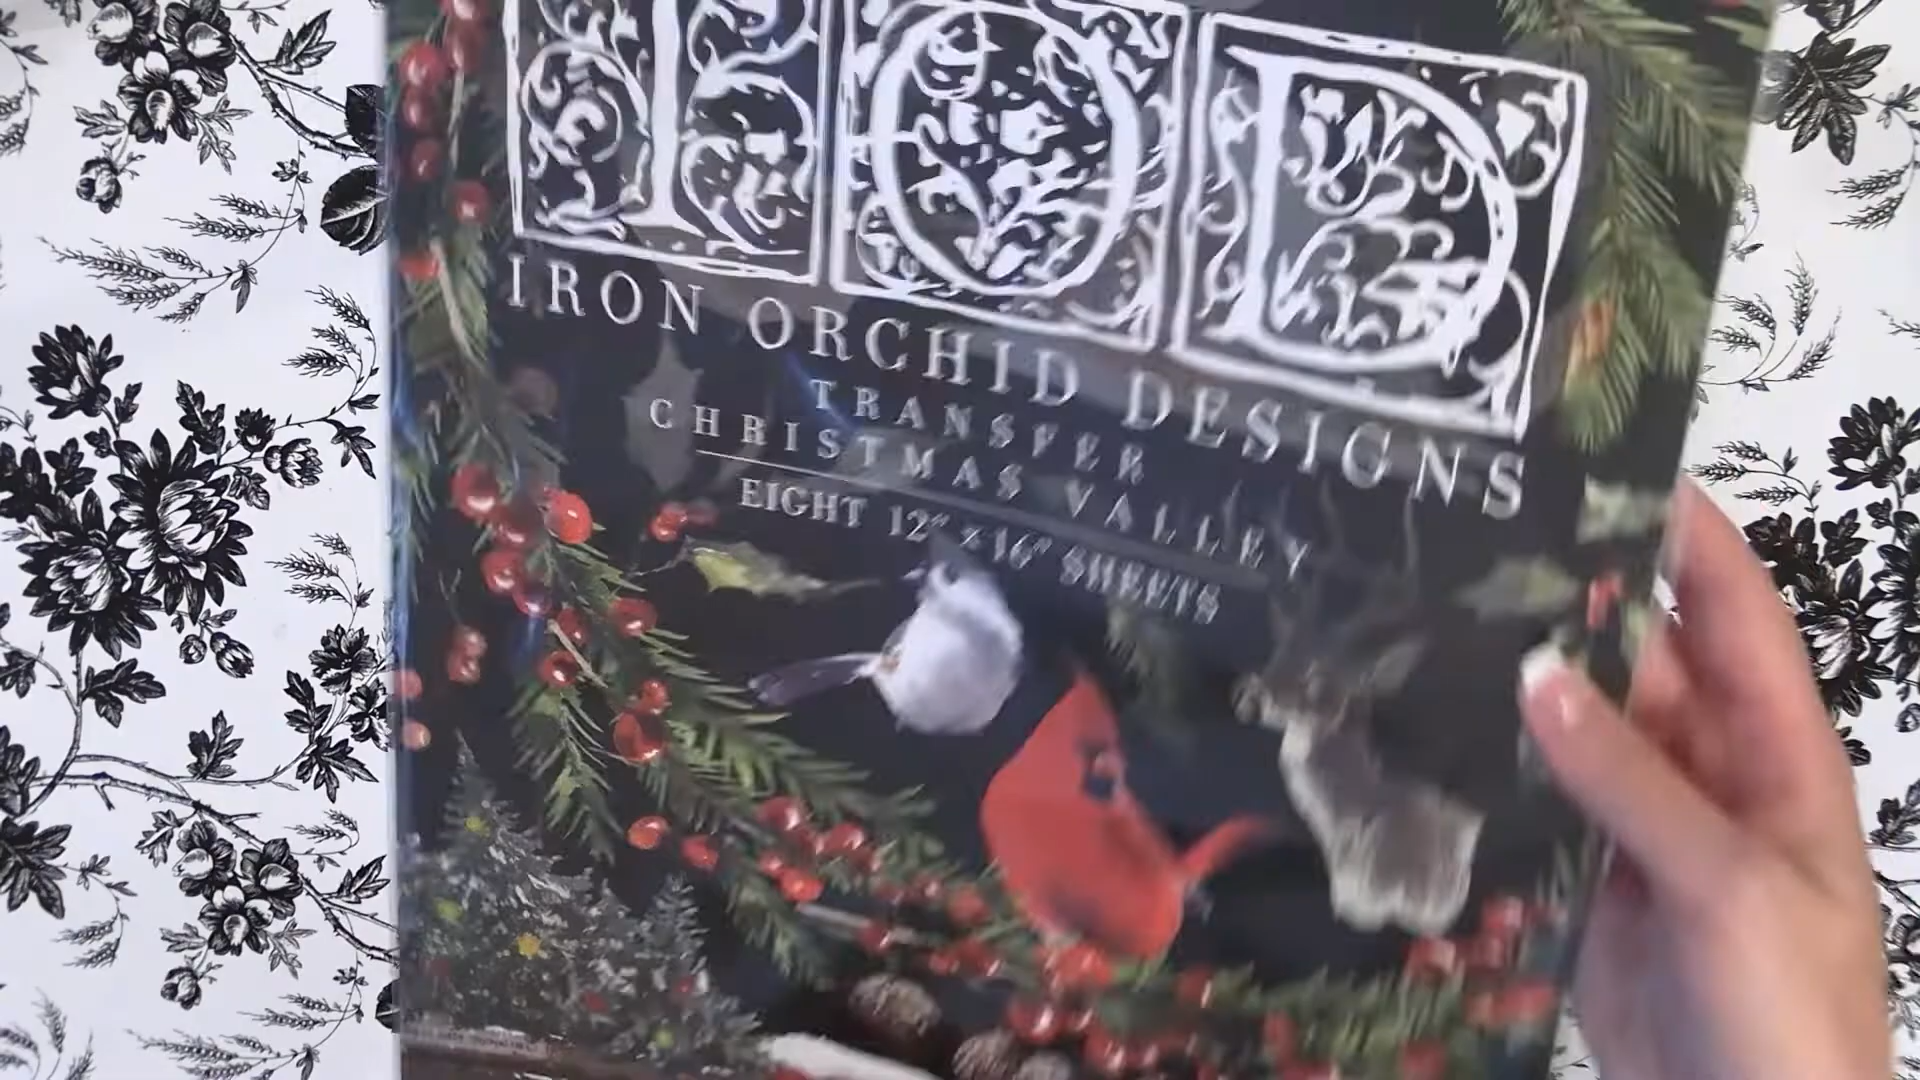 IOD
IRON ORCHID DESIGNS
TRANSFER
CHRISTMAS VALLEY
EIGHT 12" x 16" SHEETS